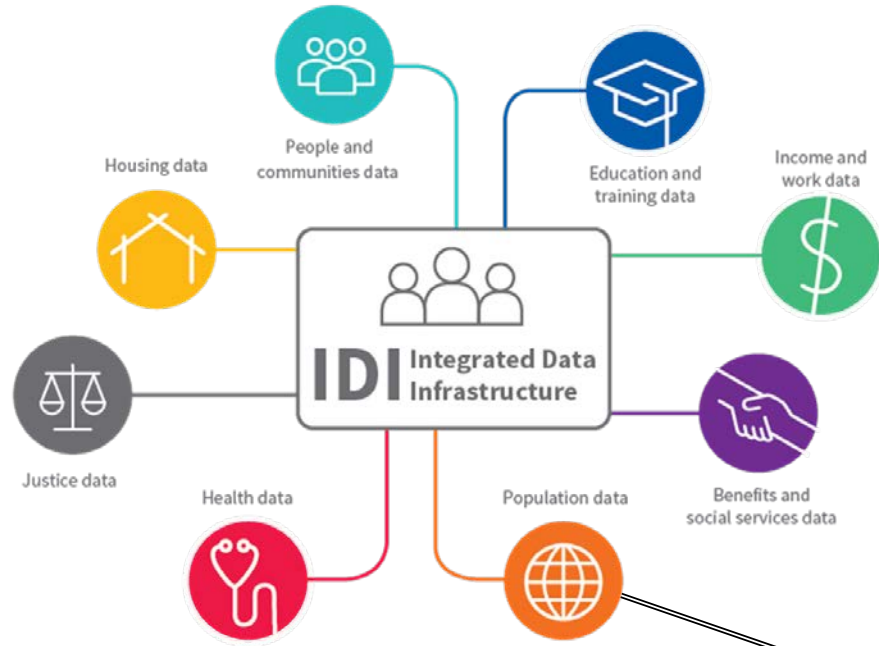 People and
communities data
Education and
training data
Housing data
Income and
work data
IDI Integrated Data
Infrastructure
Justice data
Health data
Population data
Benefits and
social services data